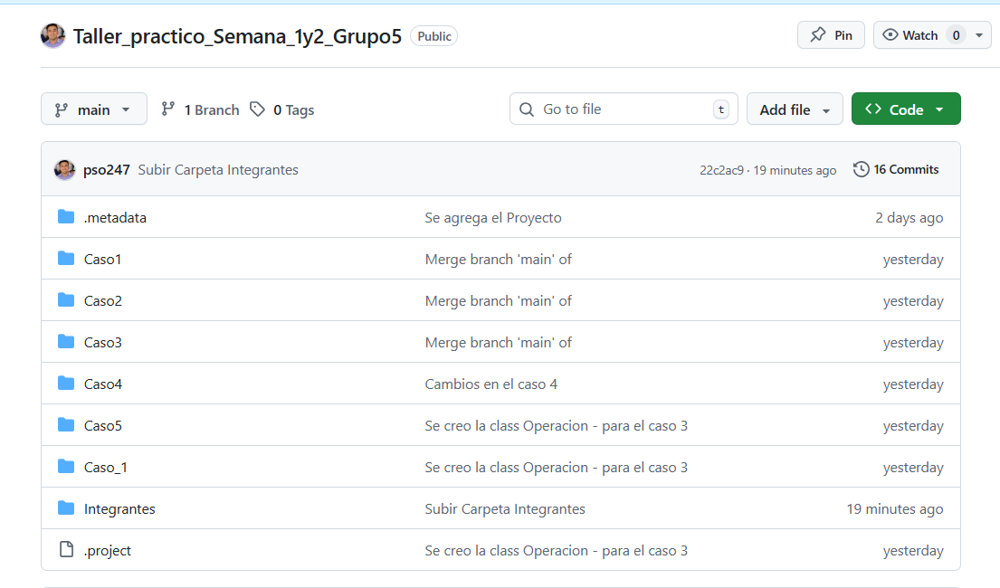 Taller_practico_Semana_1y2_Grupo5 Public Pin Watch 0
main 1 Branch 0 Tags Go to file t Add file Code
pso247 Subir Carpeta Integrantes 22c2ac9 · 19 minutes ago 16 Commits
.metadata Se agrega el Proyecto 2 days ago
Caso1 Merge branch 'main' of yesterday
Caso2 Merge branch 'main' of yesterday
Caso3 Merge branch 'main' of yesterday
Caso4 Cambios en el caso 4 yesterday
Caso5 Se creo la class Operacion - para el caso 3 yesterday
Caso_1 Se creo la class Operacion - para el caso 3 yesterday
Integrantes Subir Carpeta Integrantes 19 minutes ago
.project Se creo la class Operacion - para el caso 3 yesterday